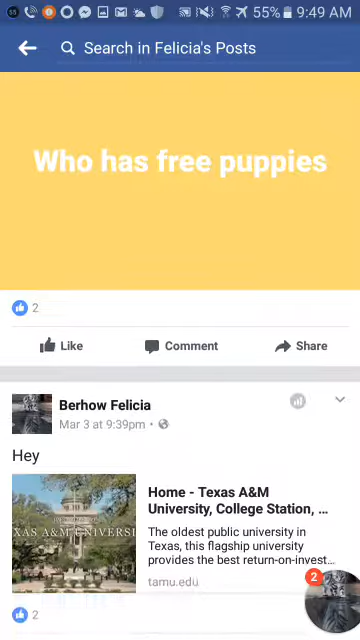 55% 9:49 AM
Search in Felicia's Posts
Who has free puppies
2
Like Comment Share
Berhow Felicia
Mar 3 at 9:39pm •
Hey
Home - Texas A&M
University, College Station, ...
The oldest public university in
Texas, this flagship university
provides the best return-on-invest...
tamu.edu
XAS A&M UNIVERSI
2
2